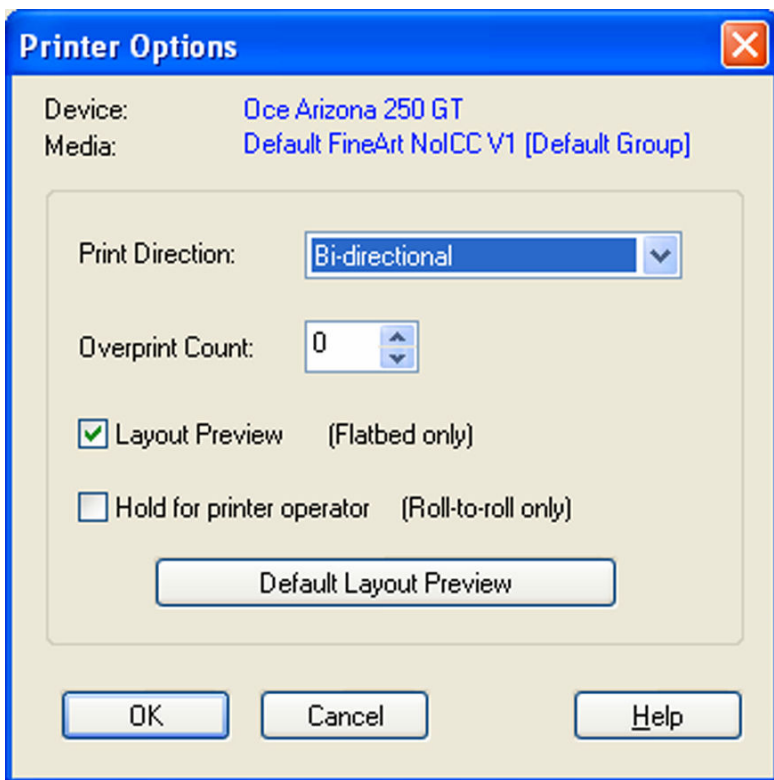 Printer Options
Device: Oce Arizona 250 GT
Media: Default FineArt NoICC V1 [Default Group]
Print Direction: Bi-directional
Overprint Count: 0
Layout Preview (Flatbed only)
Hold for printer operator (Roll-to-roll only)
Default Layout Preview
OK Cancel Help